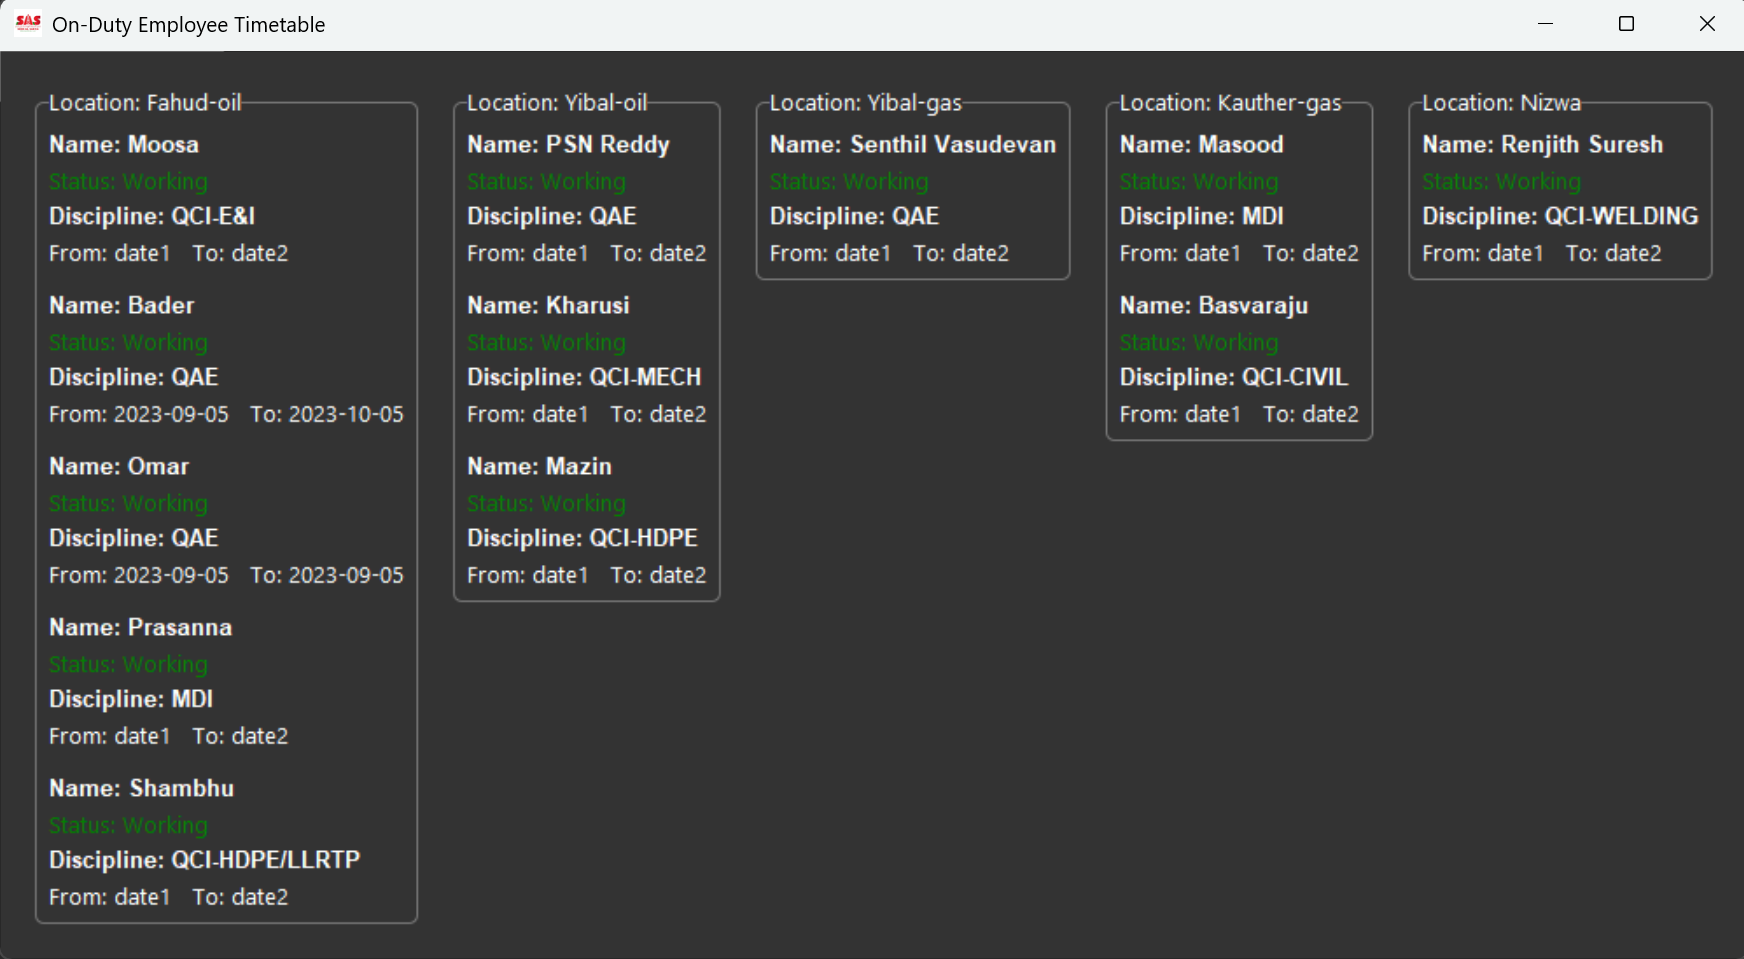 SAS
On-Duty Employee Timetable
Location: Fahud-oil
Name: Moosa
Status: Working
Discipline: QCI-E&I
From: date1 To: date2
Name: Bader
Status: Working
Discipline: QAE
From: 2023-09-05 To: 2023-10-05
Name: Omar
Status: Working
Discipline: QAE
From: 2023-09-05 To: 2023-09-05
Name: Prasanna
Status: Working
Discipline: MDI
From: date1 To: date2
Name: Shambhu
Status: Working
Discipline: QCI-HDPE/LLRTP
From: date1 To: date2
Location: Yibal-oil
Name: PSN Reddy
Status: Working
Discipline: QAE
From: date1 To: date2
Name: Kharusi
Status: Working
Discipline: QCI-MECH
From: date1 To: date2
Name: Mazin
Status: Working
Discipline: QCI-HDPE
From: date1 To: date2
Location: Yibal-gas
Name: Senthil Vasudevan
Status: Working
Discipline: QAE
From: date1 To: date2
Location: Kauther-gas
Name: Masood
Status: Working
Discipline: MDI
From: date1 To: date2
Name: Basvaraju
Status: Working
Discipline: QCI-CIVIL
From: date1 To: date2
Location: Nizwa
Name: Renjith Suresh
Status: Working
Discipline: QCI-WELDING
From: date1 To: date2